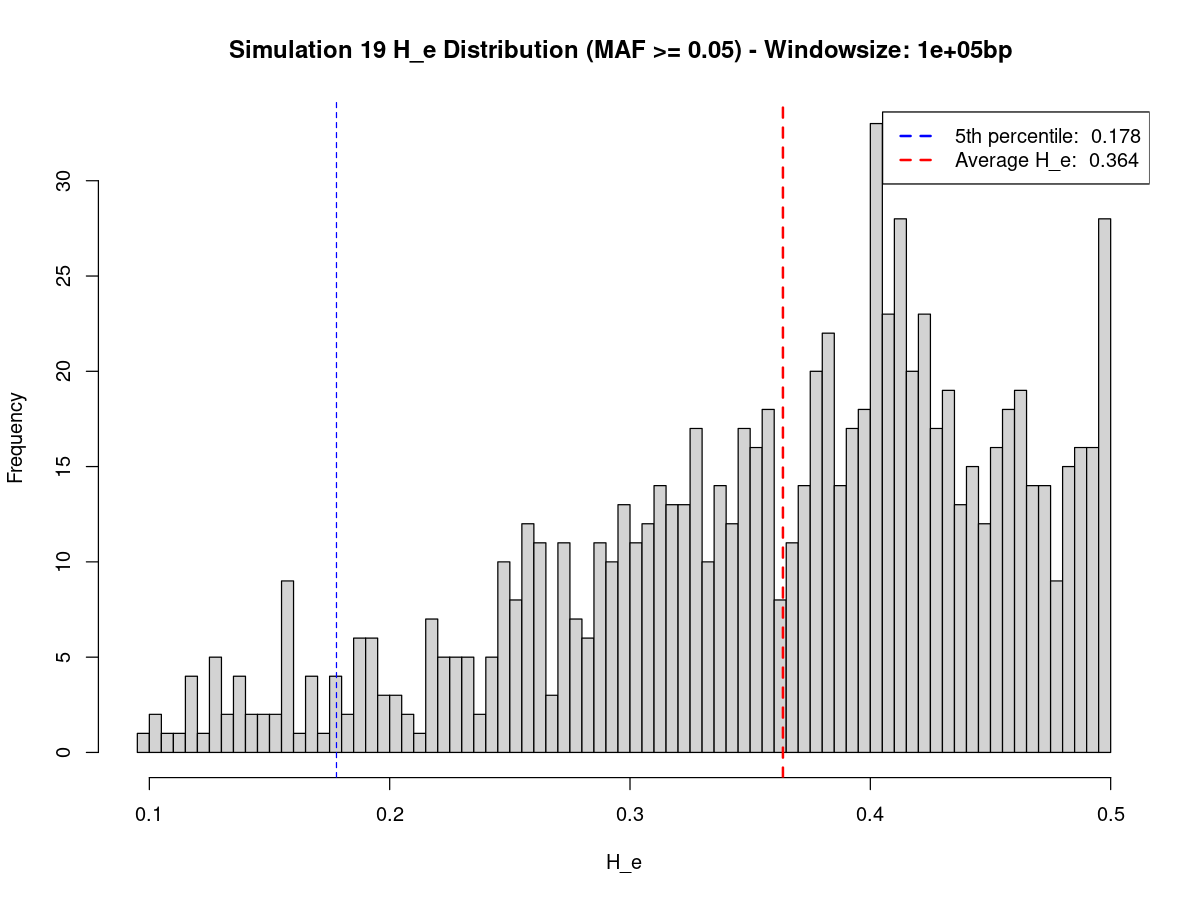 Simulation 19 H_e Distribution (MAF >= 0.05) - Windowsize: 1e+05bp
5th percentile: 0.178
Average H_e: 0.364
Frequency
30
25
20
15
10
5
0
0.1 0.2 0.3 0.4 0.5
H_e